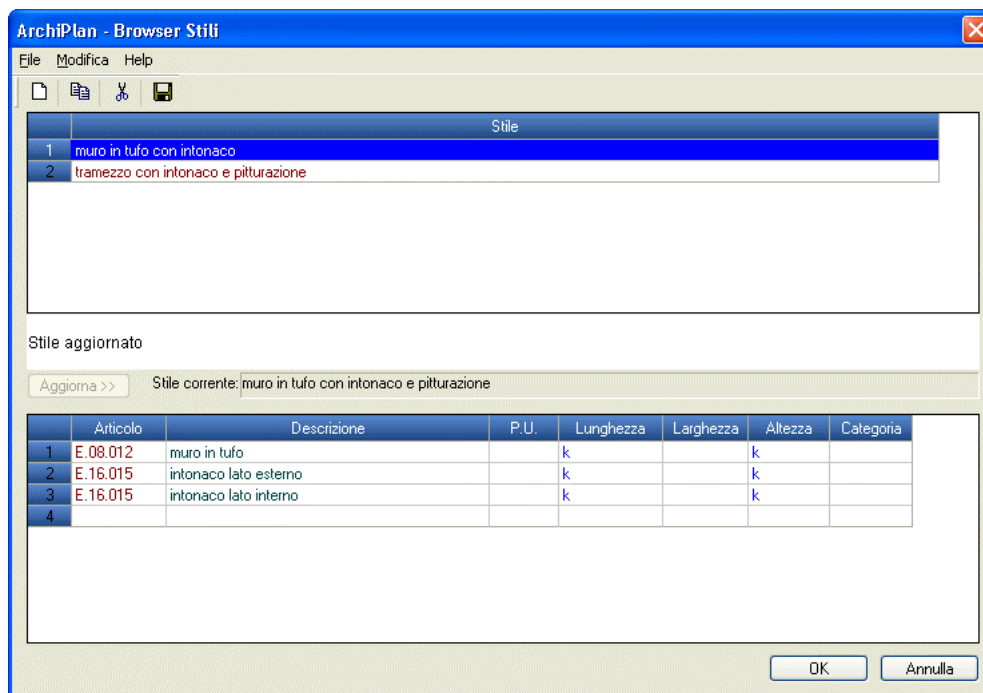 ArchiPlan - Browser Stili
File Modifica Help
Stile
1 muro in tufo con intonaco
2 tramezzo con intonaco e pitturazione
Stile aggiornato
Aggiorna >> Stile corrente: muro in tufo con intonaco e pitturazione
Articolo Descrizione P.U. Lunghezza Larghezza Altezza Categoria
1 E.08.012 muro in tufo k k
2 E.16.015 intonaco lato esterno k k
3 E.16.015 intonaco lato interno k k
4
OK Annulla